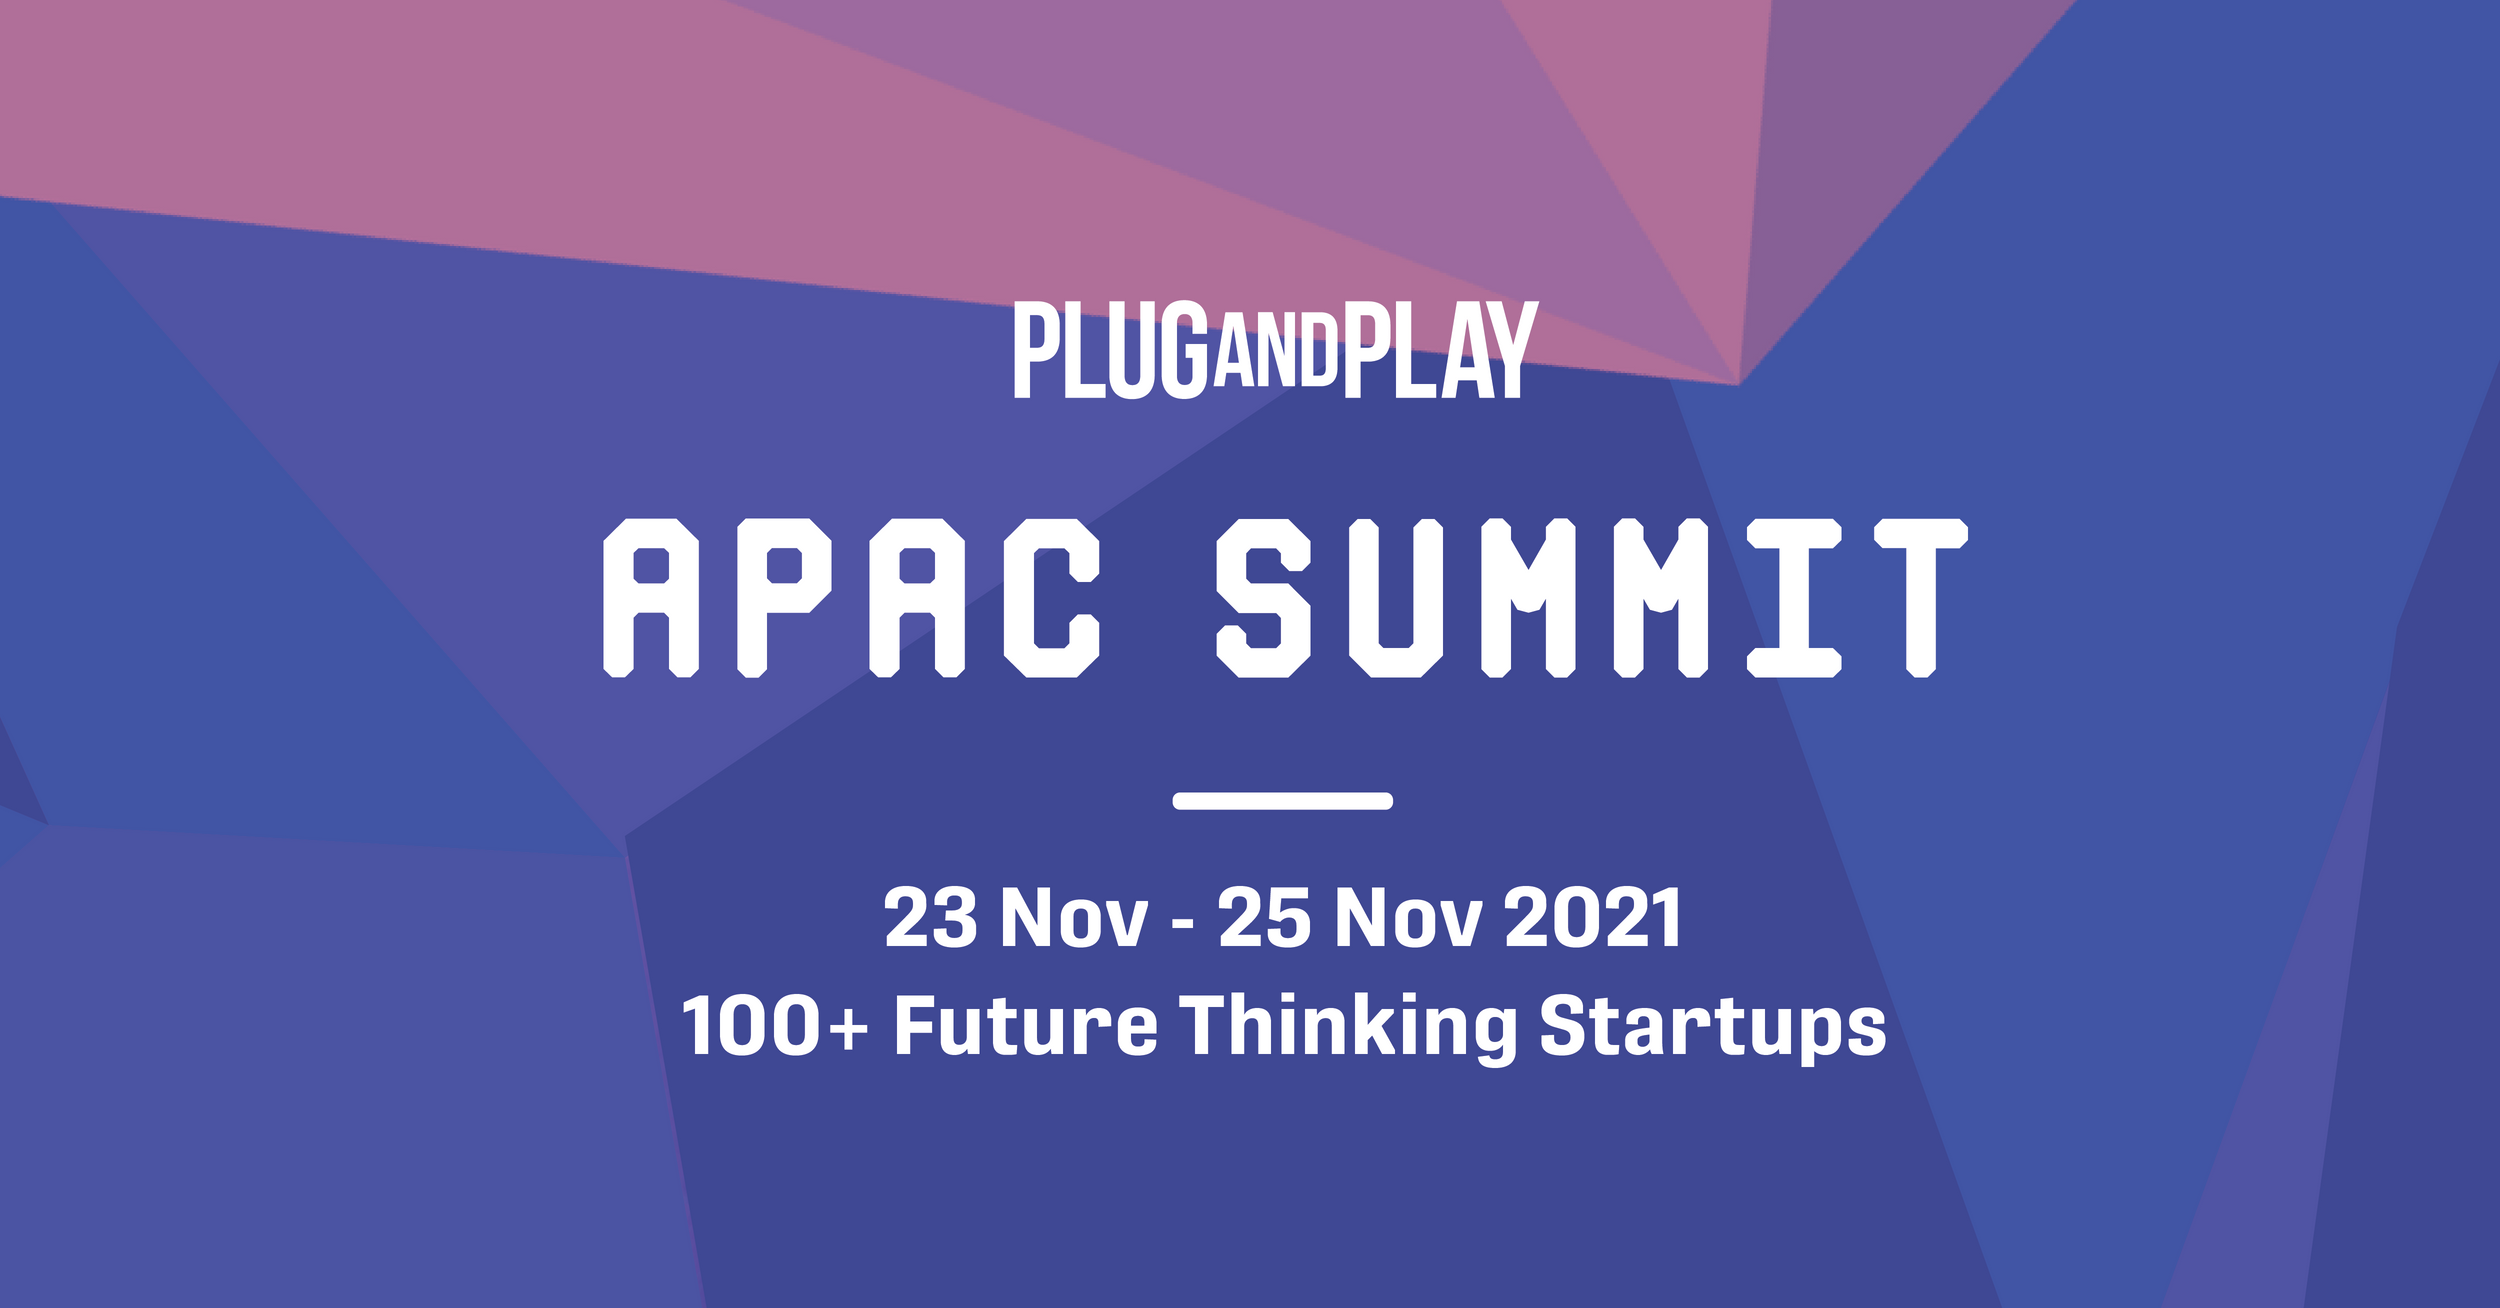 PLUGANDPLAY
APAC SUMMIT
23 Nov - 25 Nov 2021
100+ Future Thinking Startups